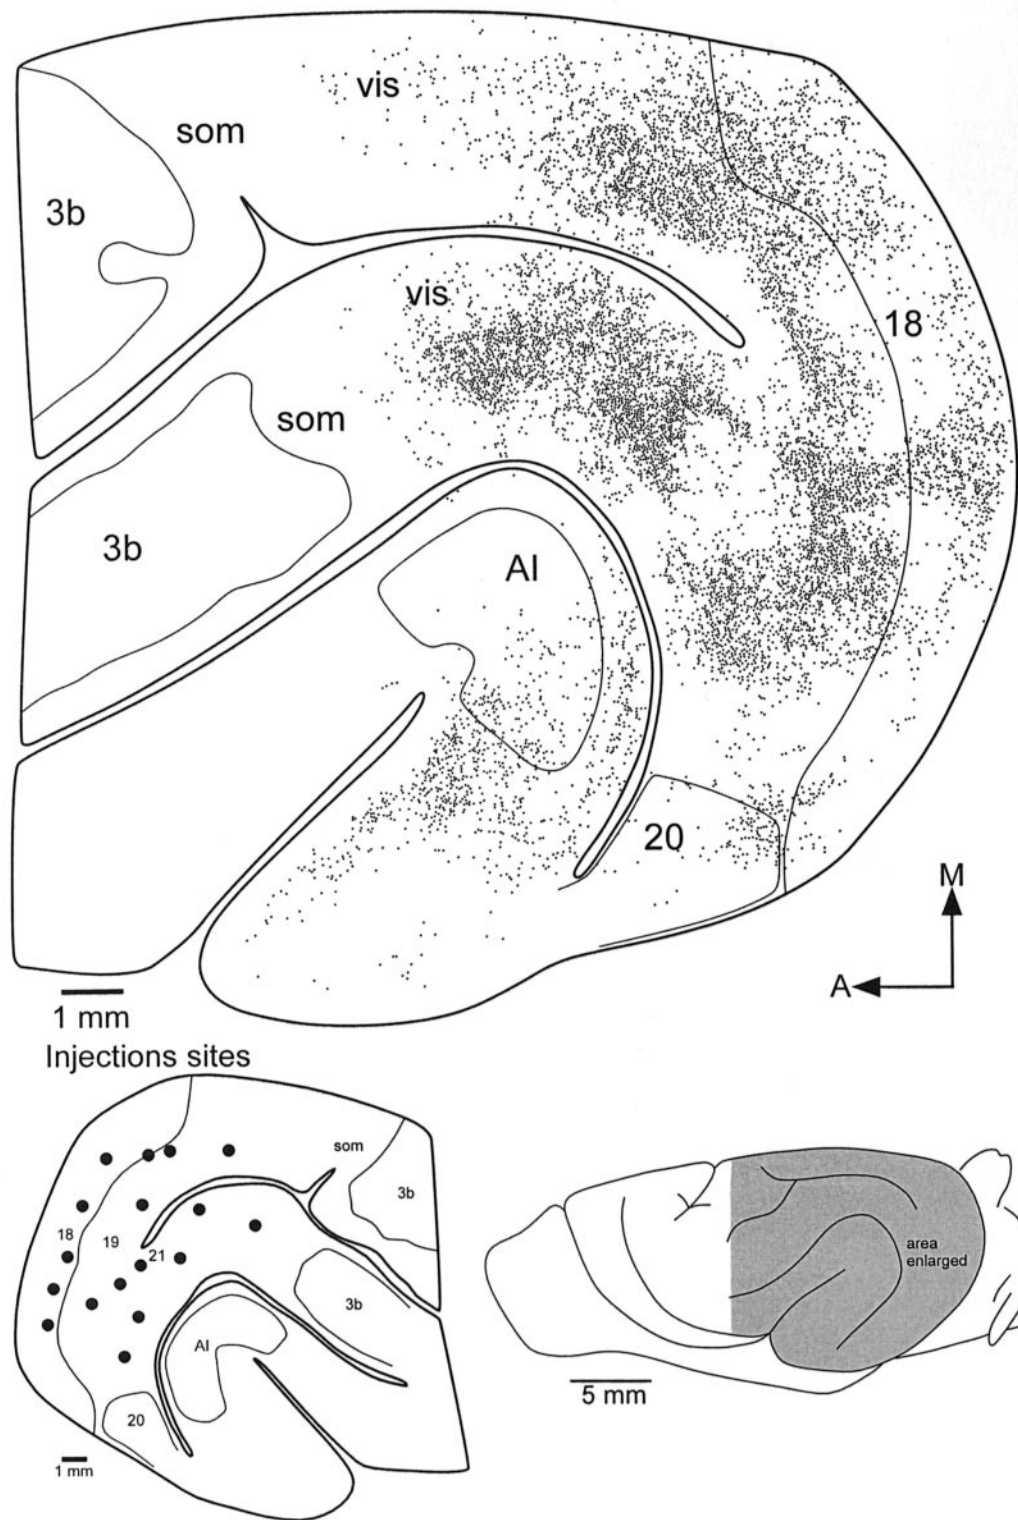 vis
som
3b
vis
18
som
3b
AI
20
M
A
1 mm
Injections sites
som
3b
18
19
21
3b
AI
20
1 mm
area
enlarged
5 mm